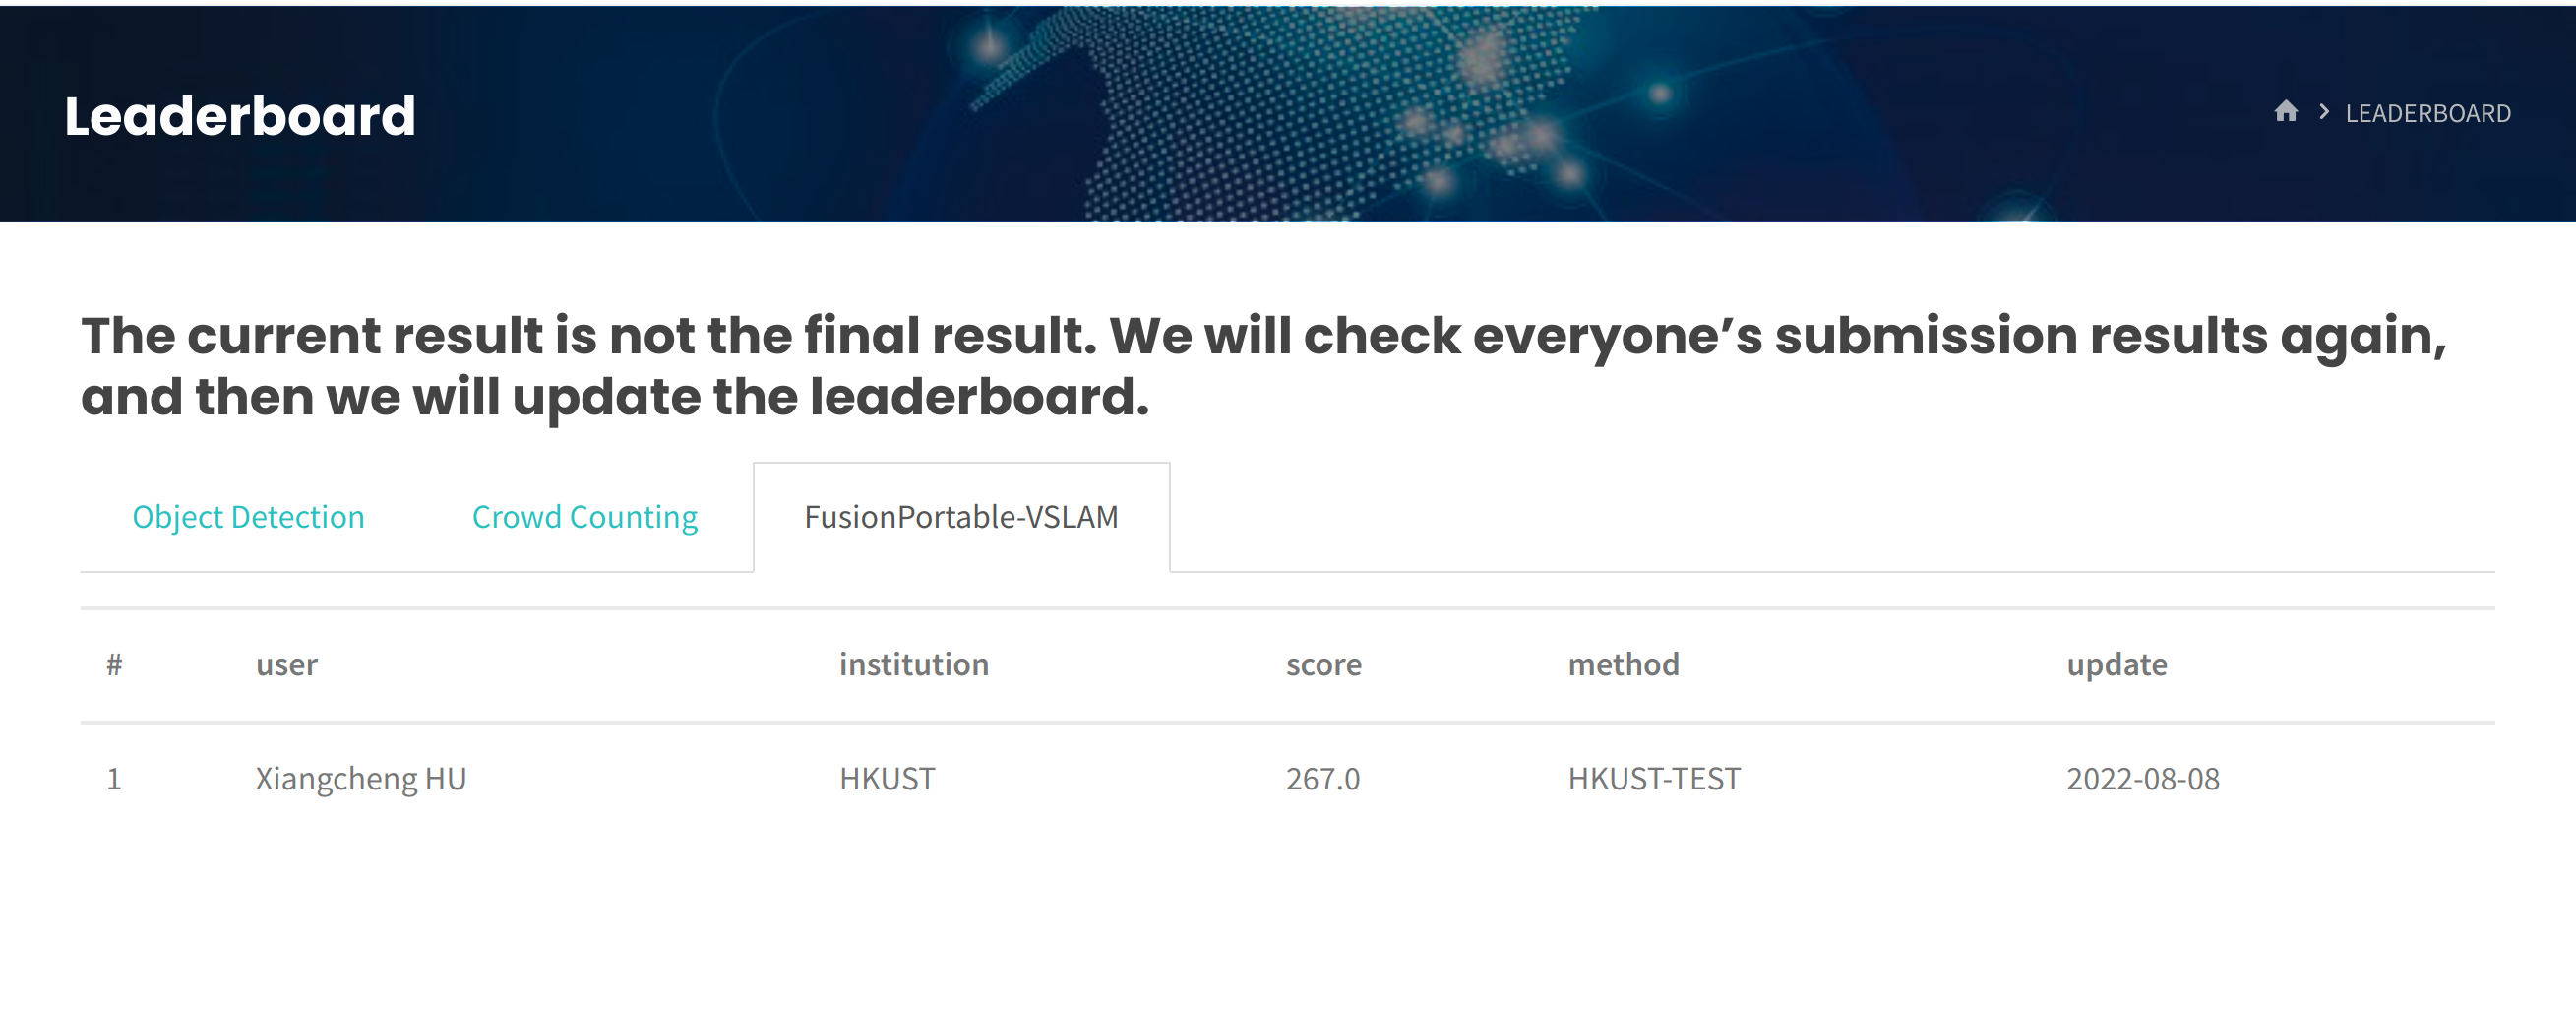 Leaderboard
LEADERBOARD
The current result is not the final result. We will check everyone’s submission results again,
and then we will update the leaderboard.
Object Detection Crowd Counting FusionPortable-VSLAM
# user institution score method update
1 Xiangcheng HU HKUST 267.0 HKUST-TEST 2022-08-08